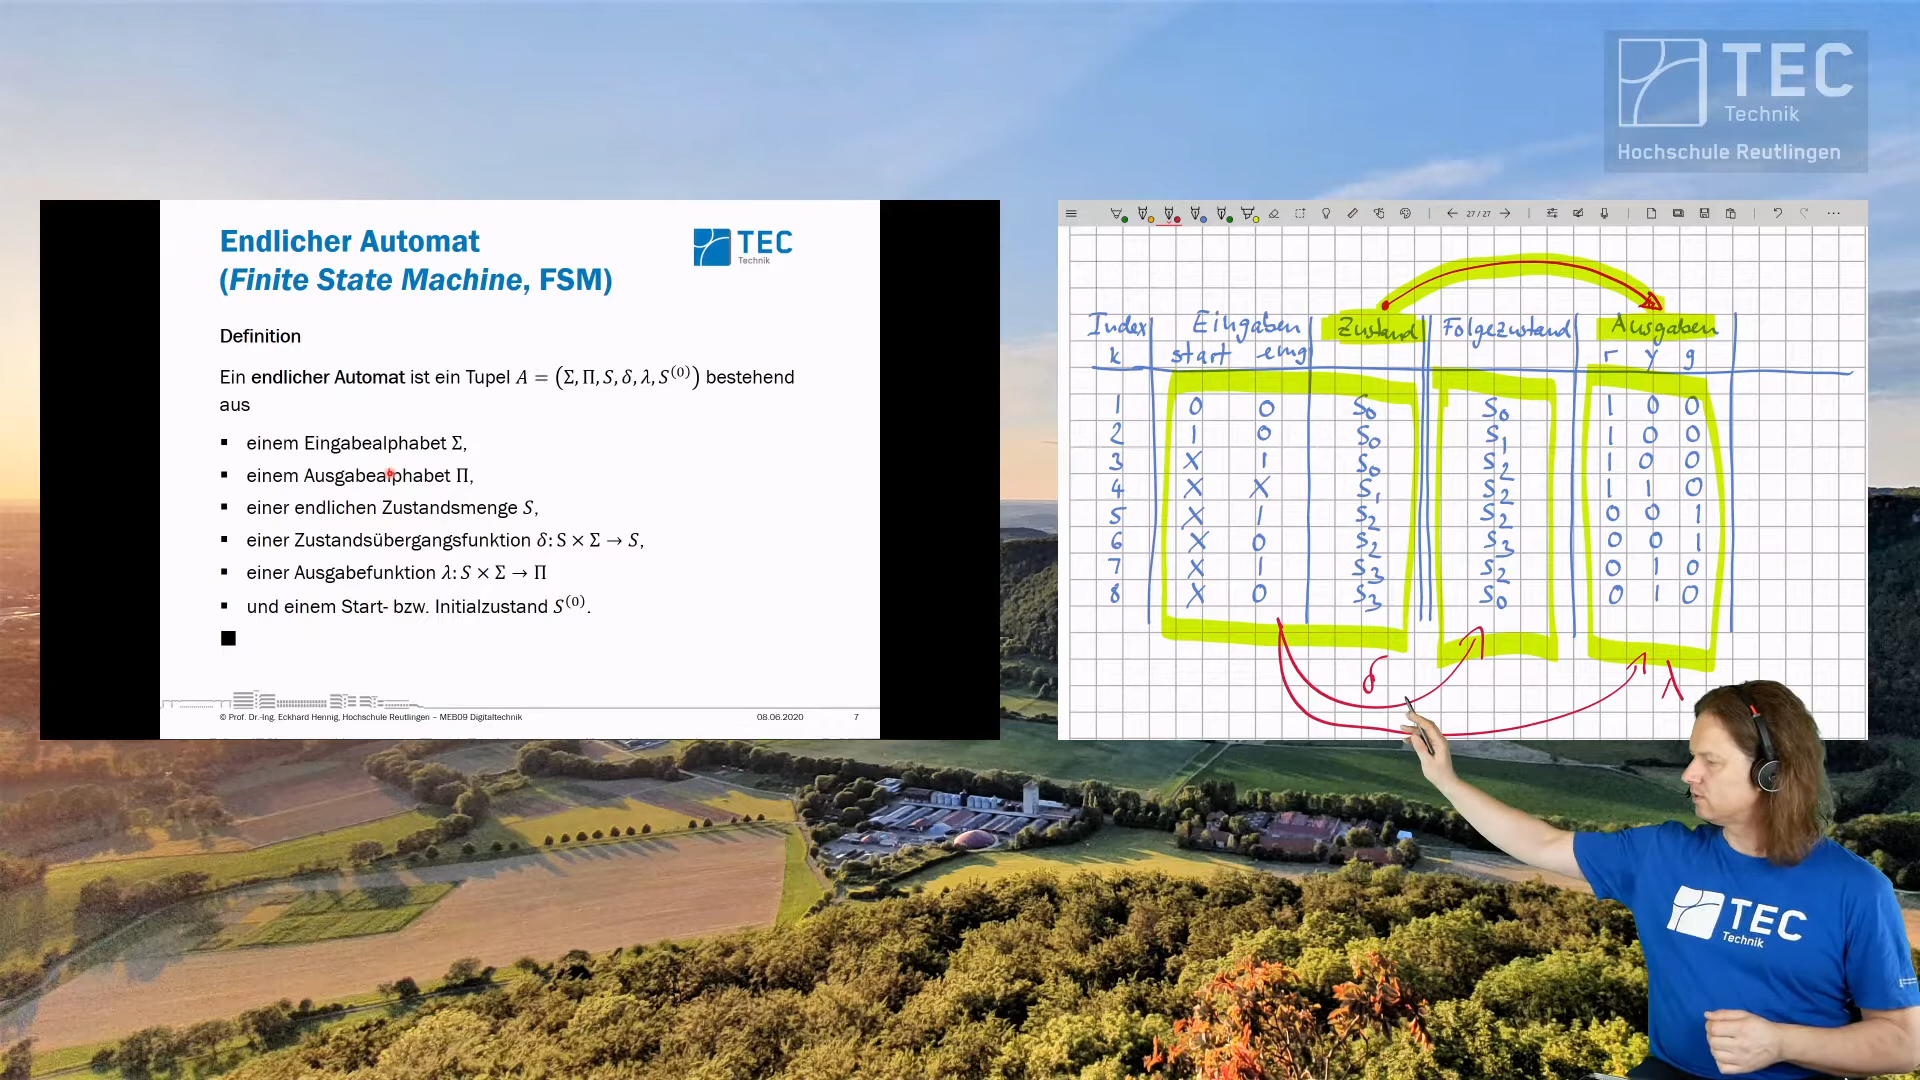 TEC
Technik
Hochschule Reutlingen
Endlicher Automat
(Finite State Machine, FSM)
TEC
Technik
Definition
Ein endlicher Automat ist ein Tupel A = (Σ, Π, S, δ, λ, S⁽⁰⁾) bestehend
aus
einem Eingabealphabet Σ,
einem Ausgabealphabet Π,
einer endlichen Zustandsmenge S,
einer Zustandsübergangsfunktion δ: S × Σ → S,
einer Ausgabefunktion λ: S × Σ → Π
und einem Start- bzw. Initialzustand S⁽⁰⁾.
© Prof. Dr.-Ing. Eckhard Hennig, Hochschule Reutlingen – MEB09 Digitaltechnik 08.06.2020 7
27/27
Index Eingaben Zustand Folgezustand Ausgaben
k start emg r y g
1 0 0 S₀ S₀ 1 0 0
2 1 0 S₀ S₁ 1 0 0
3 X 1 S₀ S₂ 1 0 0
4 X X S₁ S₂ 1 1 0
5 X 1 S₂ S₂ 0 0 1
6 X 0 S₂ S₃ 0 0 1
7 X 1 S₃ S₂ 0 1 0
8 X 0 S₃ S₀ 0 1 0
δ λ
TEC
Technik